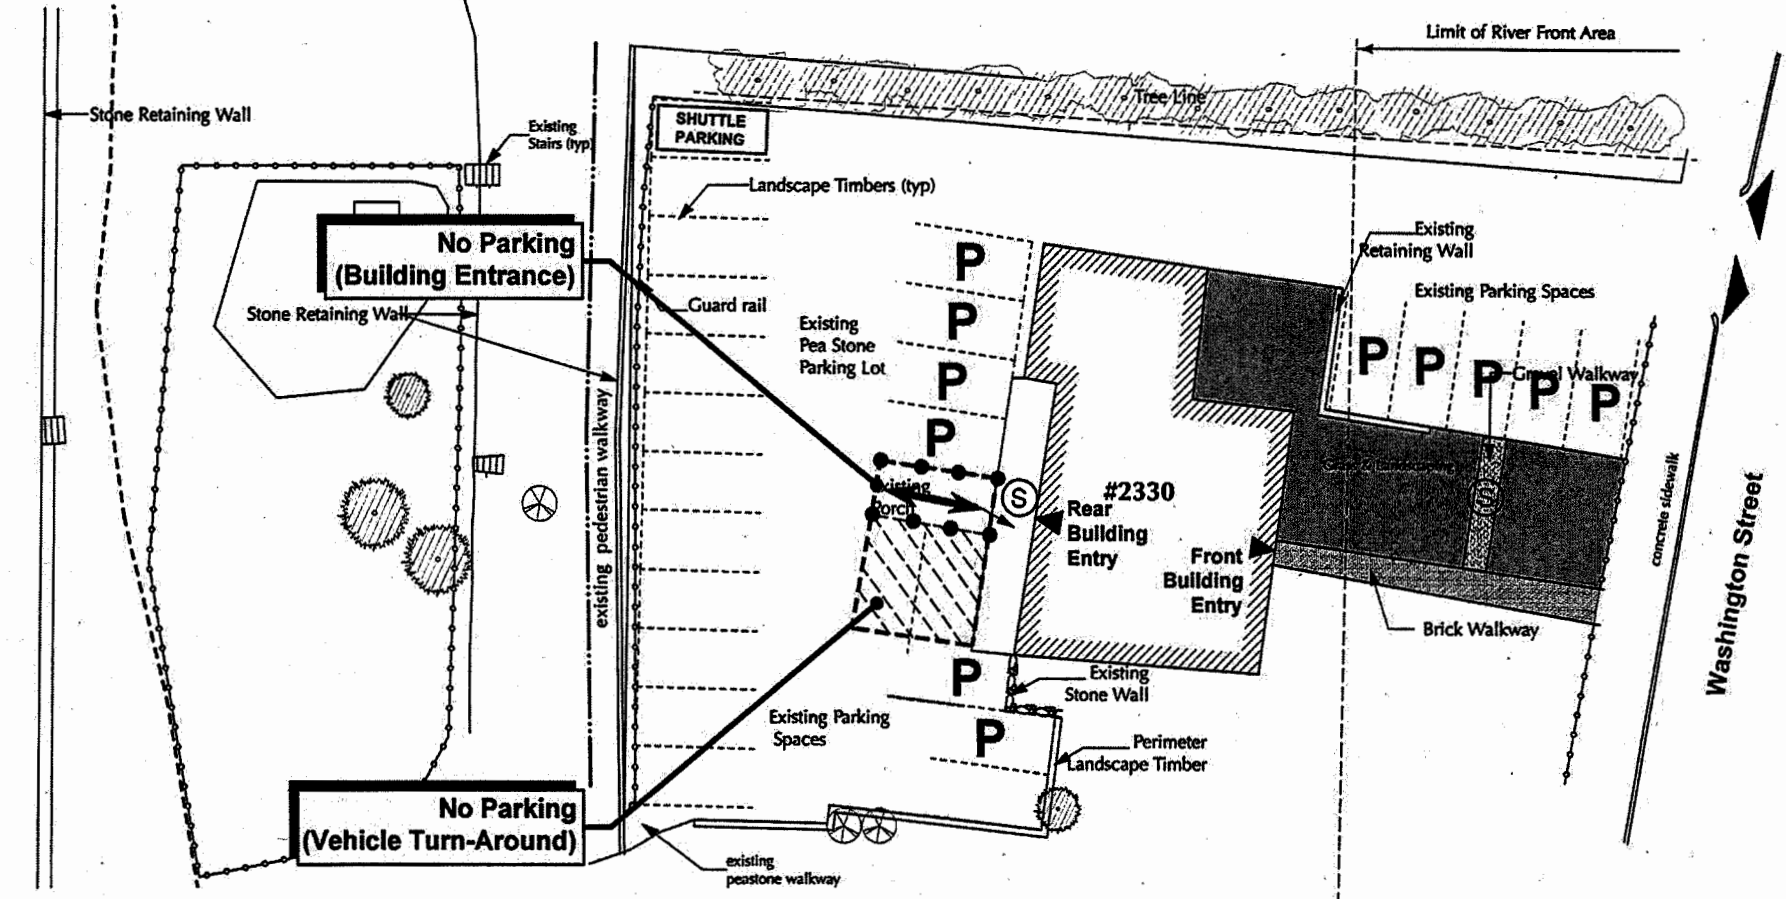 Limit of River Front Area
Stone Retaining Wall
Existing
Stairs (typ)
SHUTTLE
PARKING
Tree Line
Landscape Timbers (typ)
No Parking
(Building Entrance)
Stone Retaining Wall
Guard rail
Existing
Pea Stone
Parking Lot
P
P
P
P
Existing
Retaining Wall
Existing Parking Spaces
P
P
P
P
P
Gravel Walkway
existing pedestrian walkway
Existing
Porch
S
#2330
Rear
Building
Entry
Front
Building
Entry
concrete sidewalk
Washington Street
Brick Walkway
P
P
Existing
Stone Wall
Existing Parking
Spaces
Perimeter
Landscape Timber
No Parking
(Vehicle Turn-Around)
existing
peastone walkway